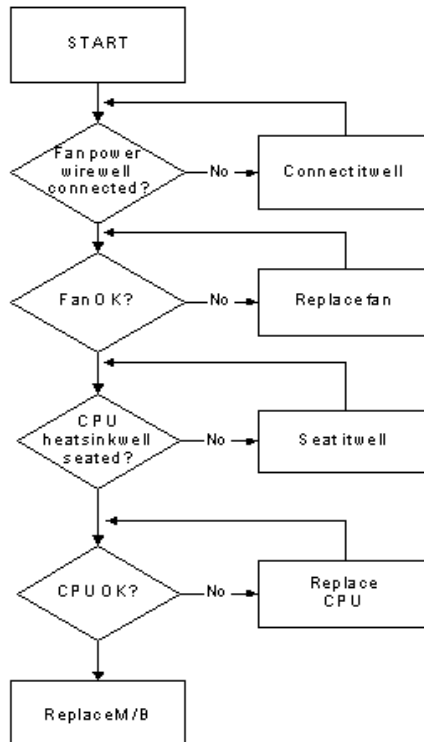 START
Fan power
wire well
connected?
No
Connect it well
Fan OK?
No
Replace fan
CPU
heatsink well
seated?
No
Seat it well
CPU OK?
No
Replace
CPU
Replace M/B